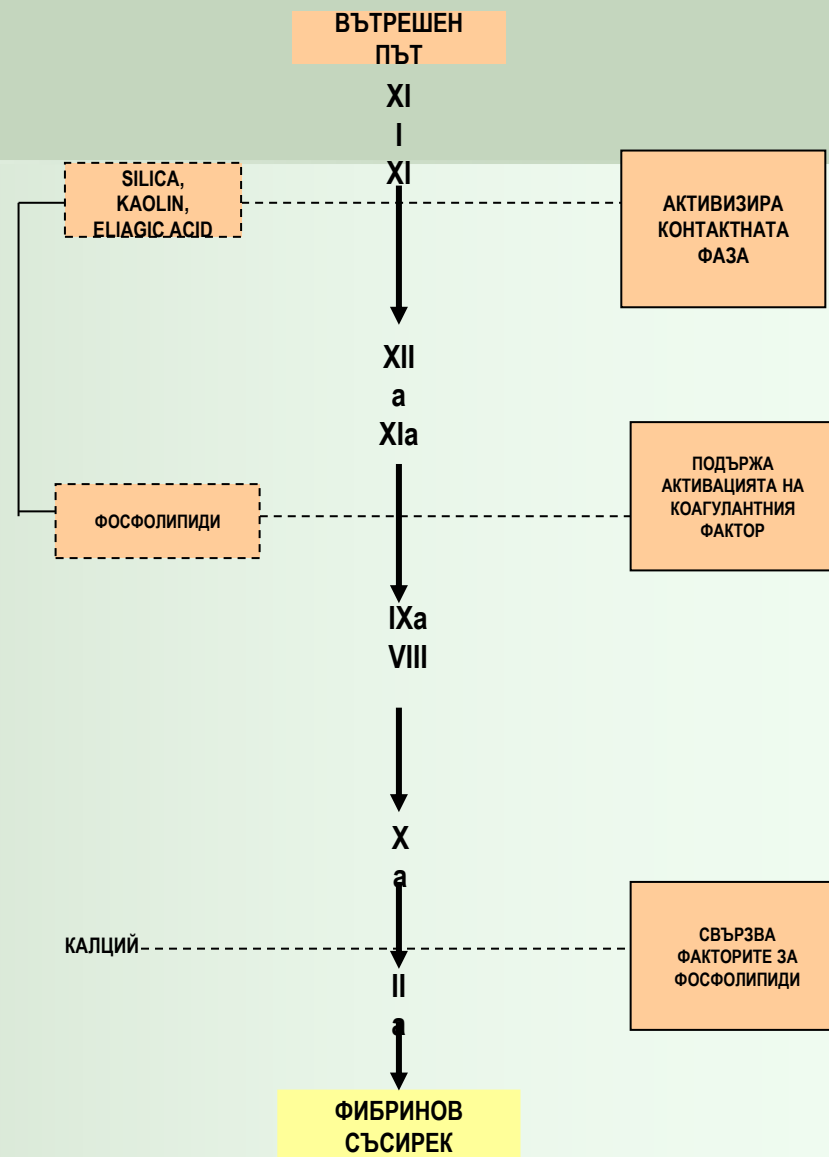 ВЪТРЕШЕН
ПЪТ
XI
I
XI
SILICA,
KAOLIN,
ELIAGIC ACID
АКТИВИЗИРА
КОНТАКТНАТА
ФАЗА
XII
a
XIa
ФОСФОЛИПИДИ
ПОДЪРЖА
АКТИВАЦИЯТА НА
КОАГУЛАНТНИЯ
ФАКТОР
IXa
VIII
X
a
КАЛЦИЙ
СВЪРЗВА
ФАКТОРИТЕ ЗА
ФОСФОЛИПИДИ
II
a
ФИБРИНОВ
СЪСИРЕК